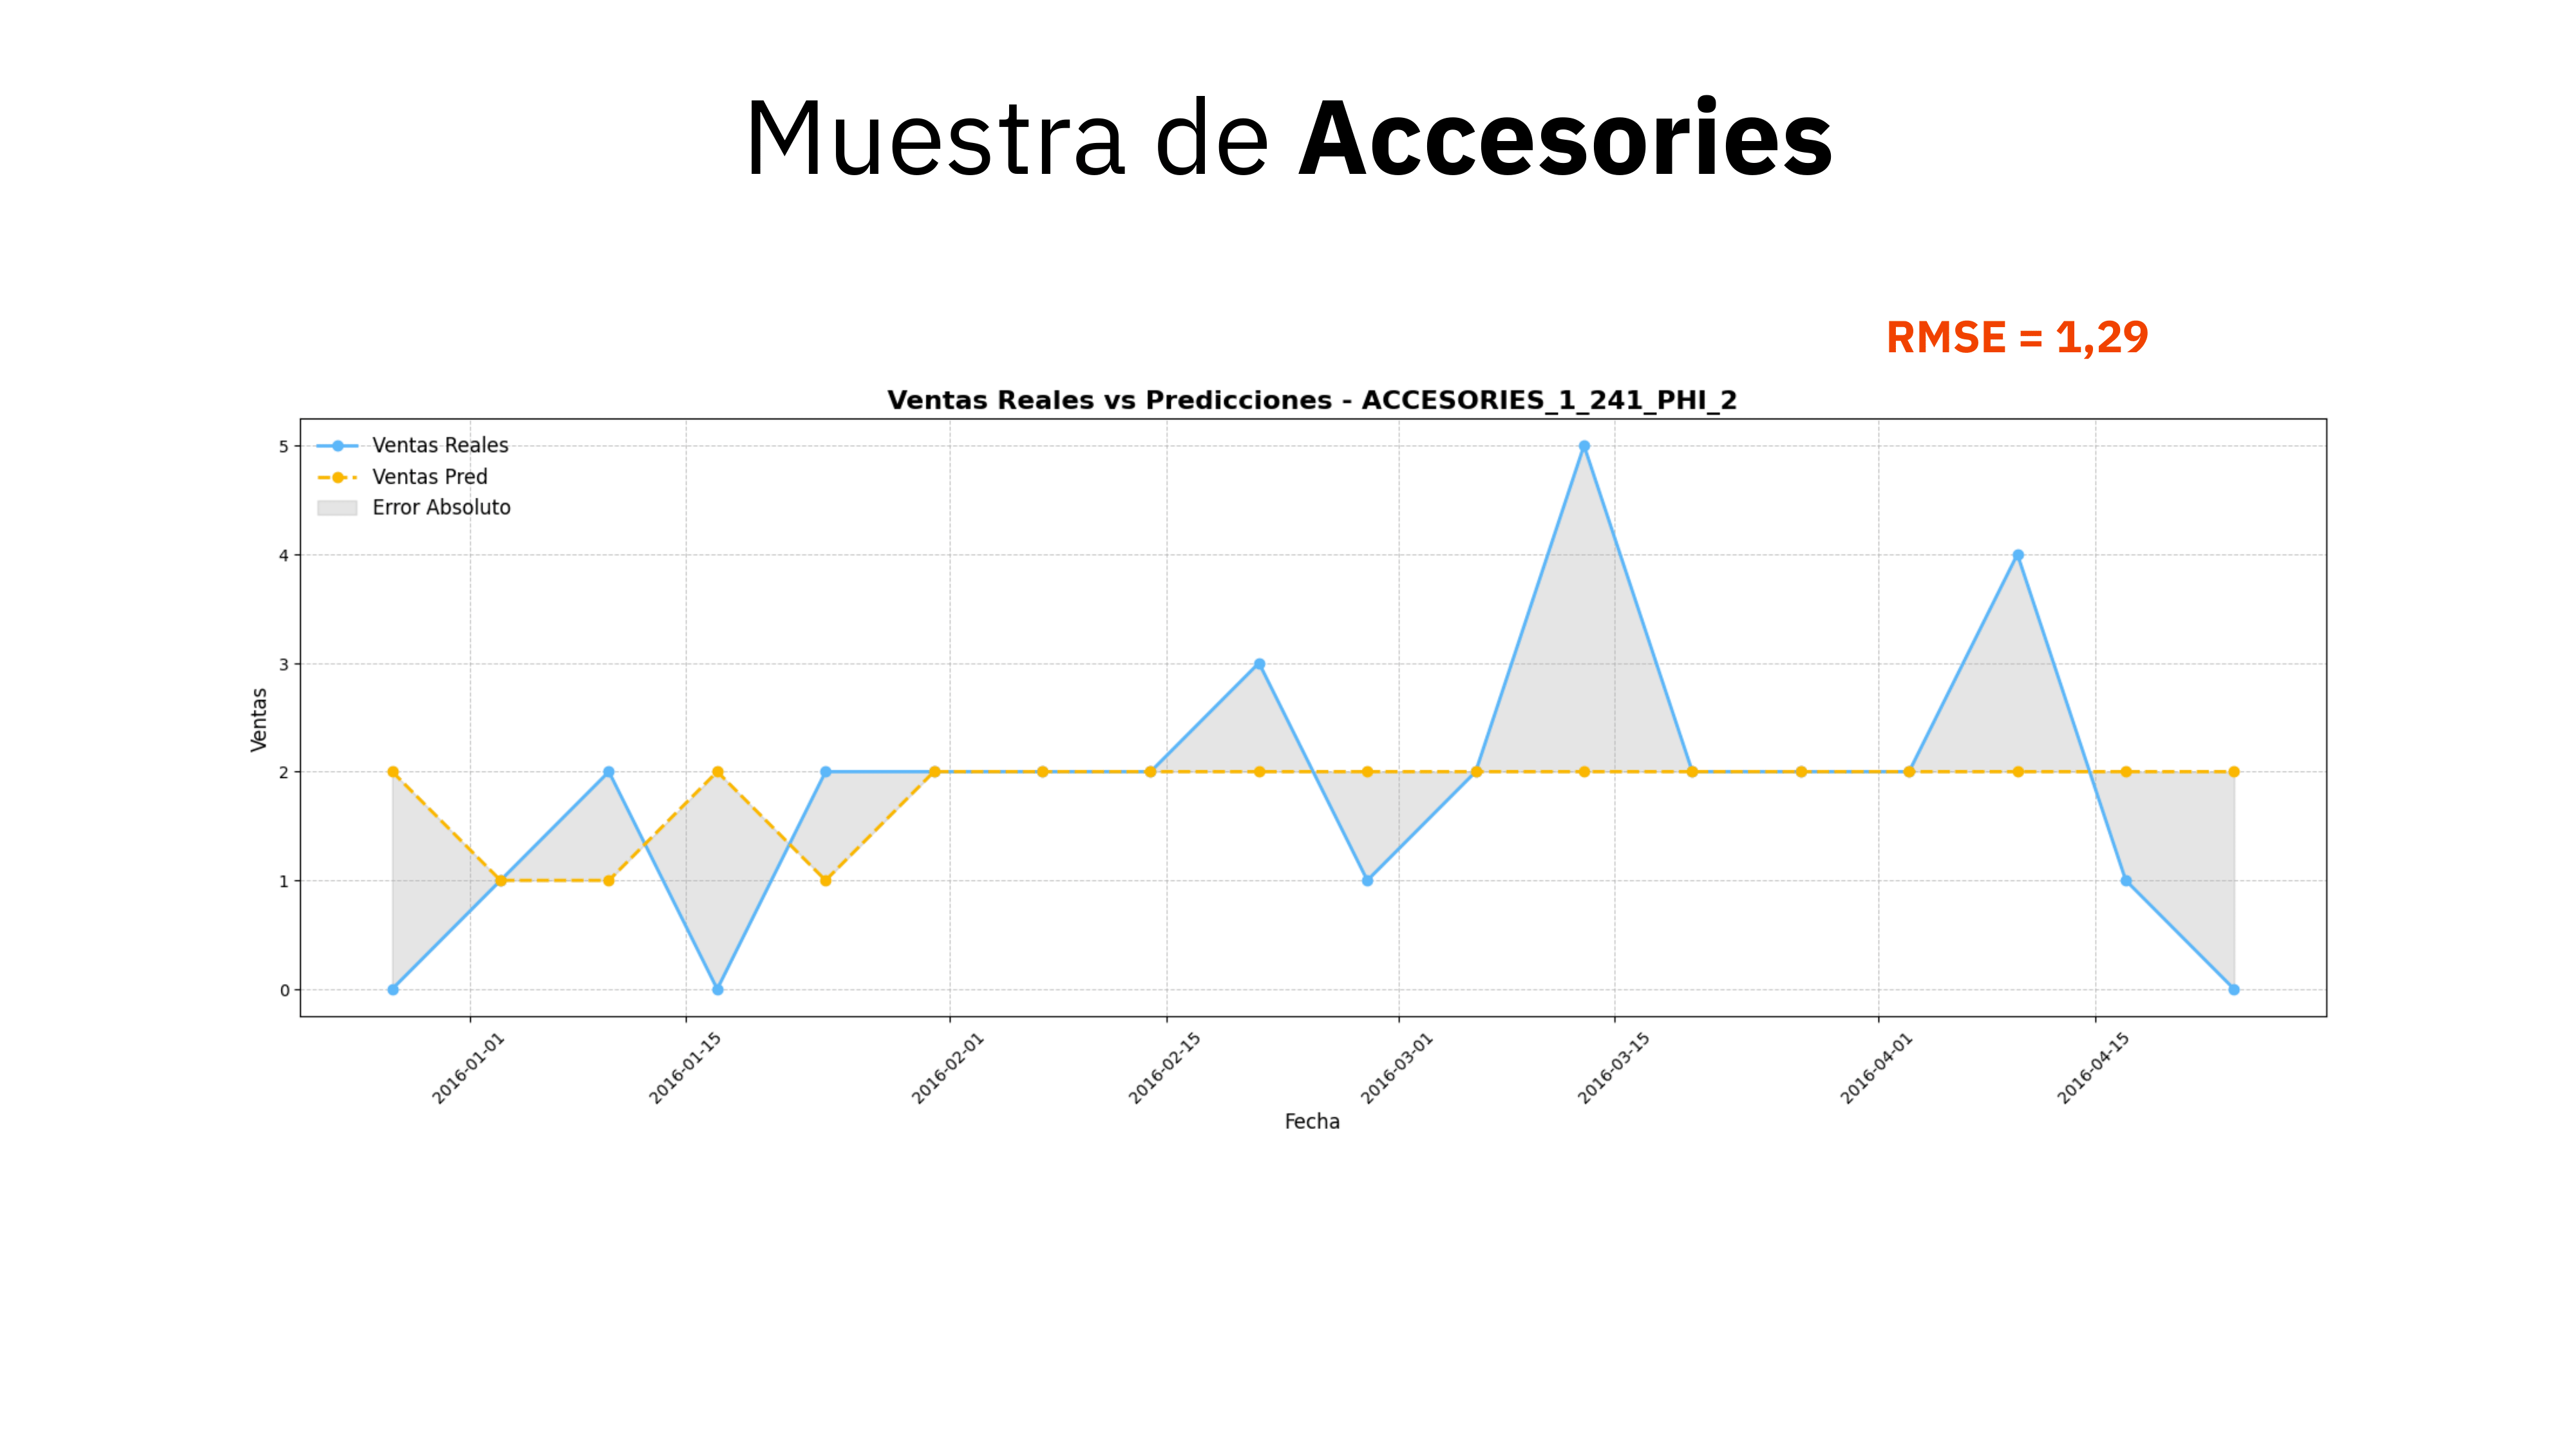 Muestra de Accesories
RMSE = 1,29
Ventas Reales vs Predicciones - ACCESORIES_1_241_PHI_2
Ventas Reales
Ventas Pred
Error Absoluto
5
4
3
2
1
0
Ventas
2016-01-01
2016-01-15
2016-02-01
2016-02-15
2016-03-01
2016-03-15
2016-04-01
2016-04-15
Fecha